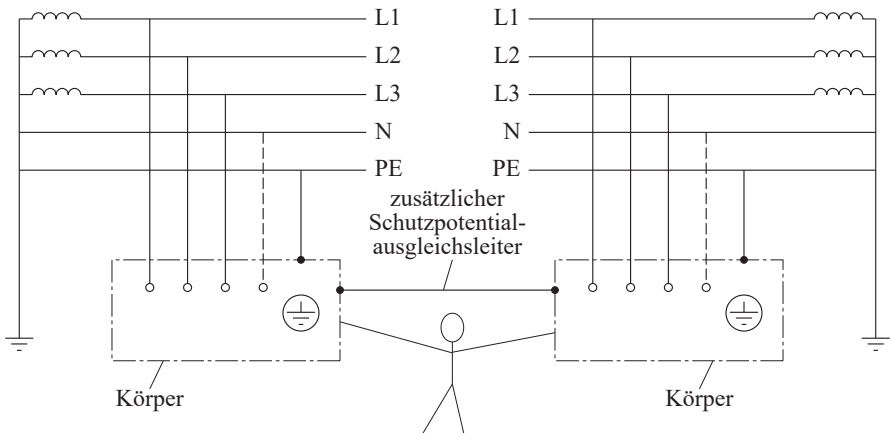 L1
L2
L3
N
PE
L1
L2
L3
N
PE
zusätzlicher
Schutzpotential-
ausgleichsleiter
Körper
Körper